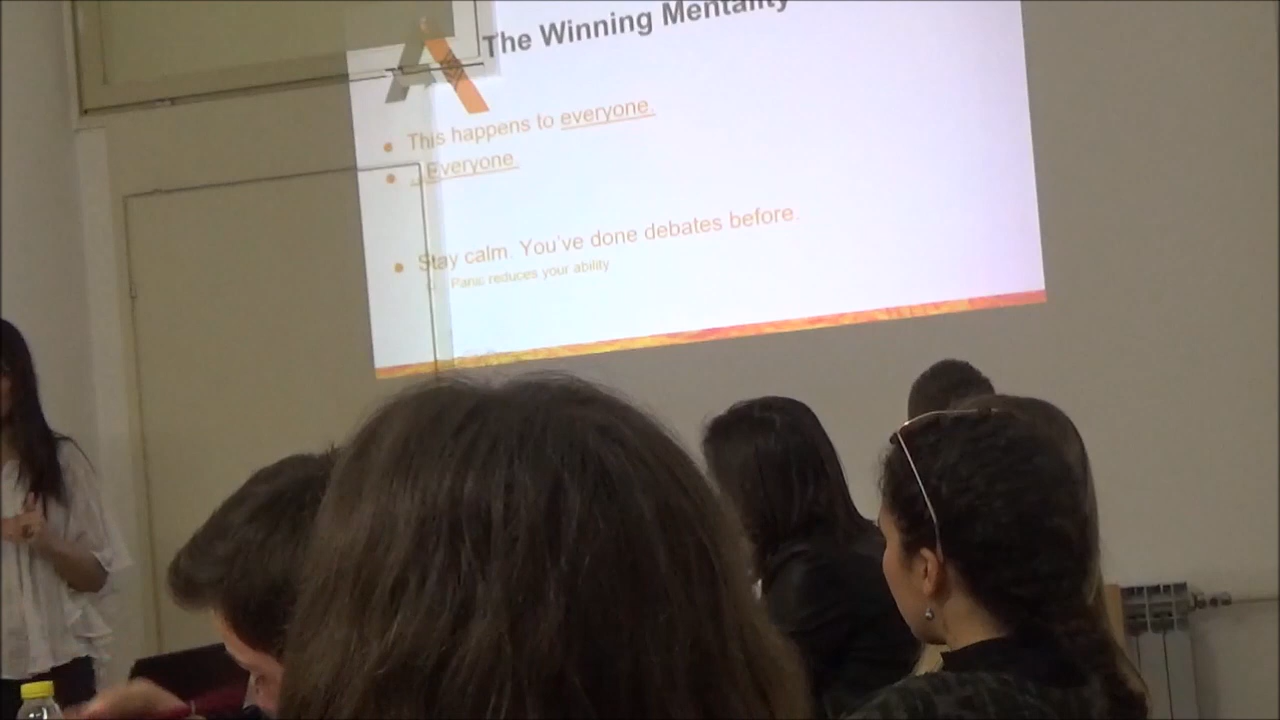 The Winning Mentality
This happens to everyone.
...Everyone.
Stay calm. You've done debates before.
Panic reduces your ability